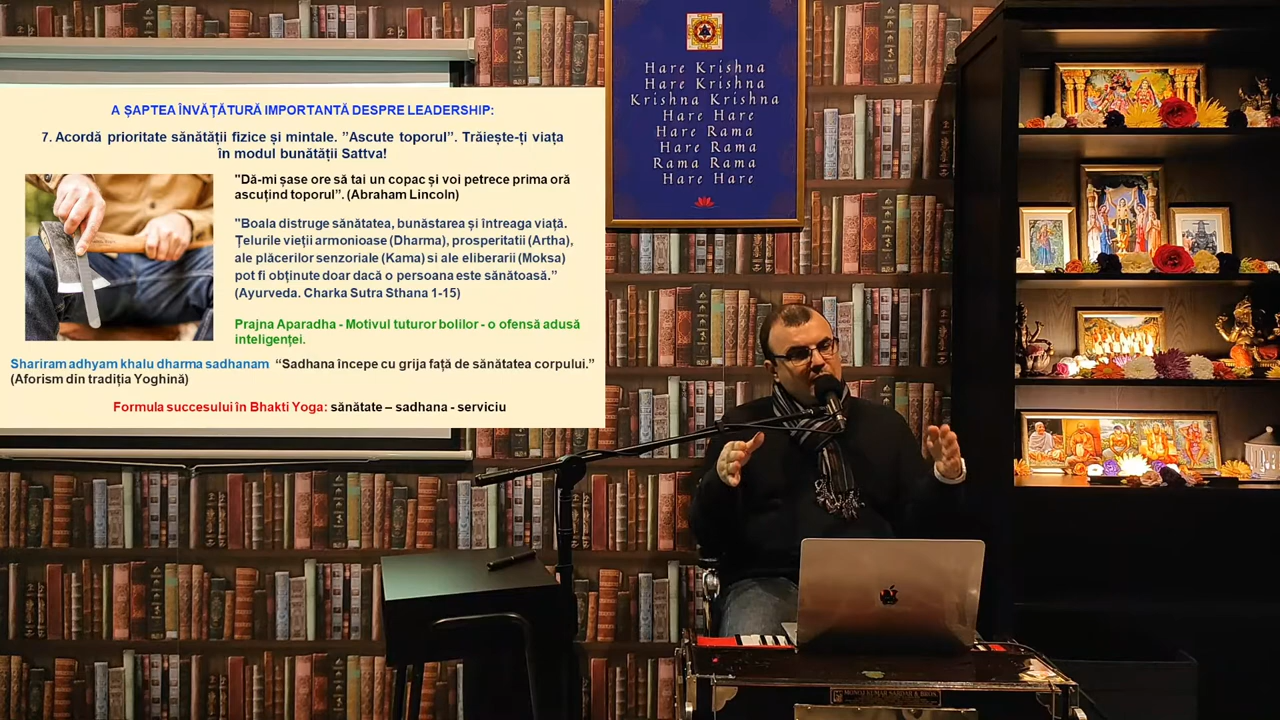 A ȘAPTEA ÎNVĂȚĂTURĂ IMPORTANTĂ DESPRE LEADERSHIP:
7. Acordă prioritate sănătății fizice și mintale. ”Ascute toporul”. Trăiește-ți viața
în modul bunătății Sattva!
"Dă-mi șase ore să tai un copac și voi petrece prima oră
ascuțind toporul”. (Abraham Lincoln)
"Boala distruge sănătatea, bunăstarea și întreaga viață.
Țelurile vieții armonioase (Dharma), prosperitatii (Artha),
ale plăcerilor senzoriale (Kama) si ale eliberarii (Moksa)
pot fi obținute doar dacă o persoana este sănătoasă.”
(Ayurveda. Charka Sutra Sthana 1-15)
Prajna Aparadha - Motivul tuturor bolilor - o ofensă adusă
inteligenței.
Shariram adhyam khalu dharma sadhanam “Sadhana începe cu grija față de sănătatea corpului.”
(Aforism din tradiția Yoghină)
Formula succesului în Bhakti Yoga: sănătate – sadhana - serviciu
Hare Krishna
Hare Krishna
Krishna Krishna
Hare Hare
Hare Rama
Hare Rama
Rama Rama
Hare Hare